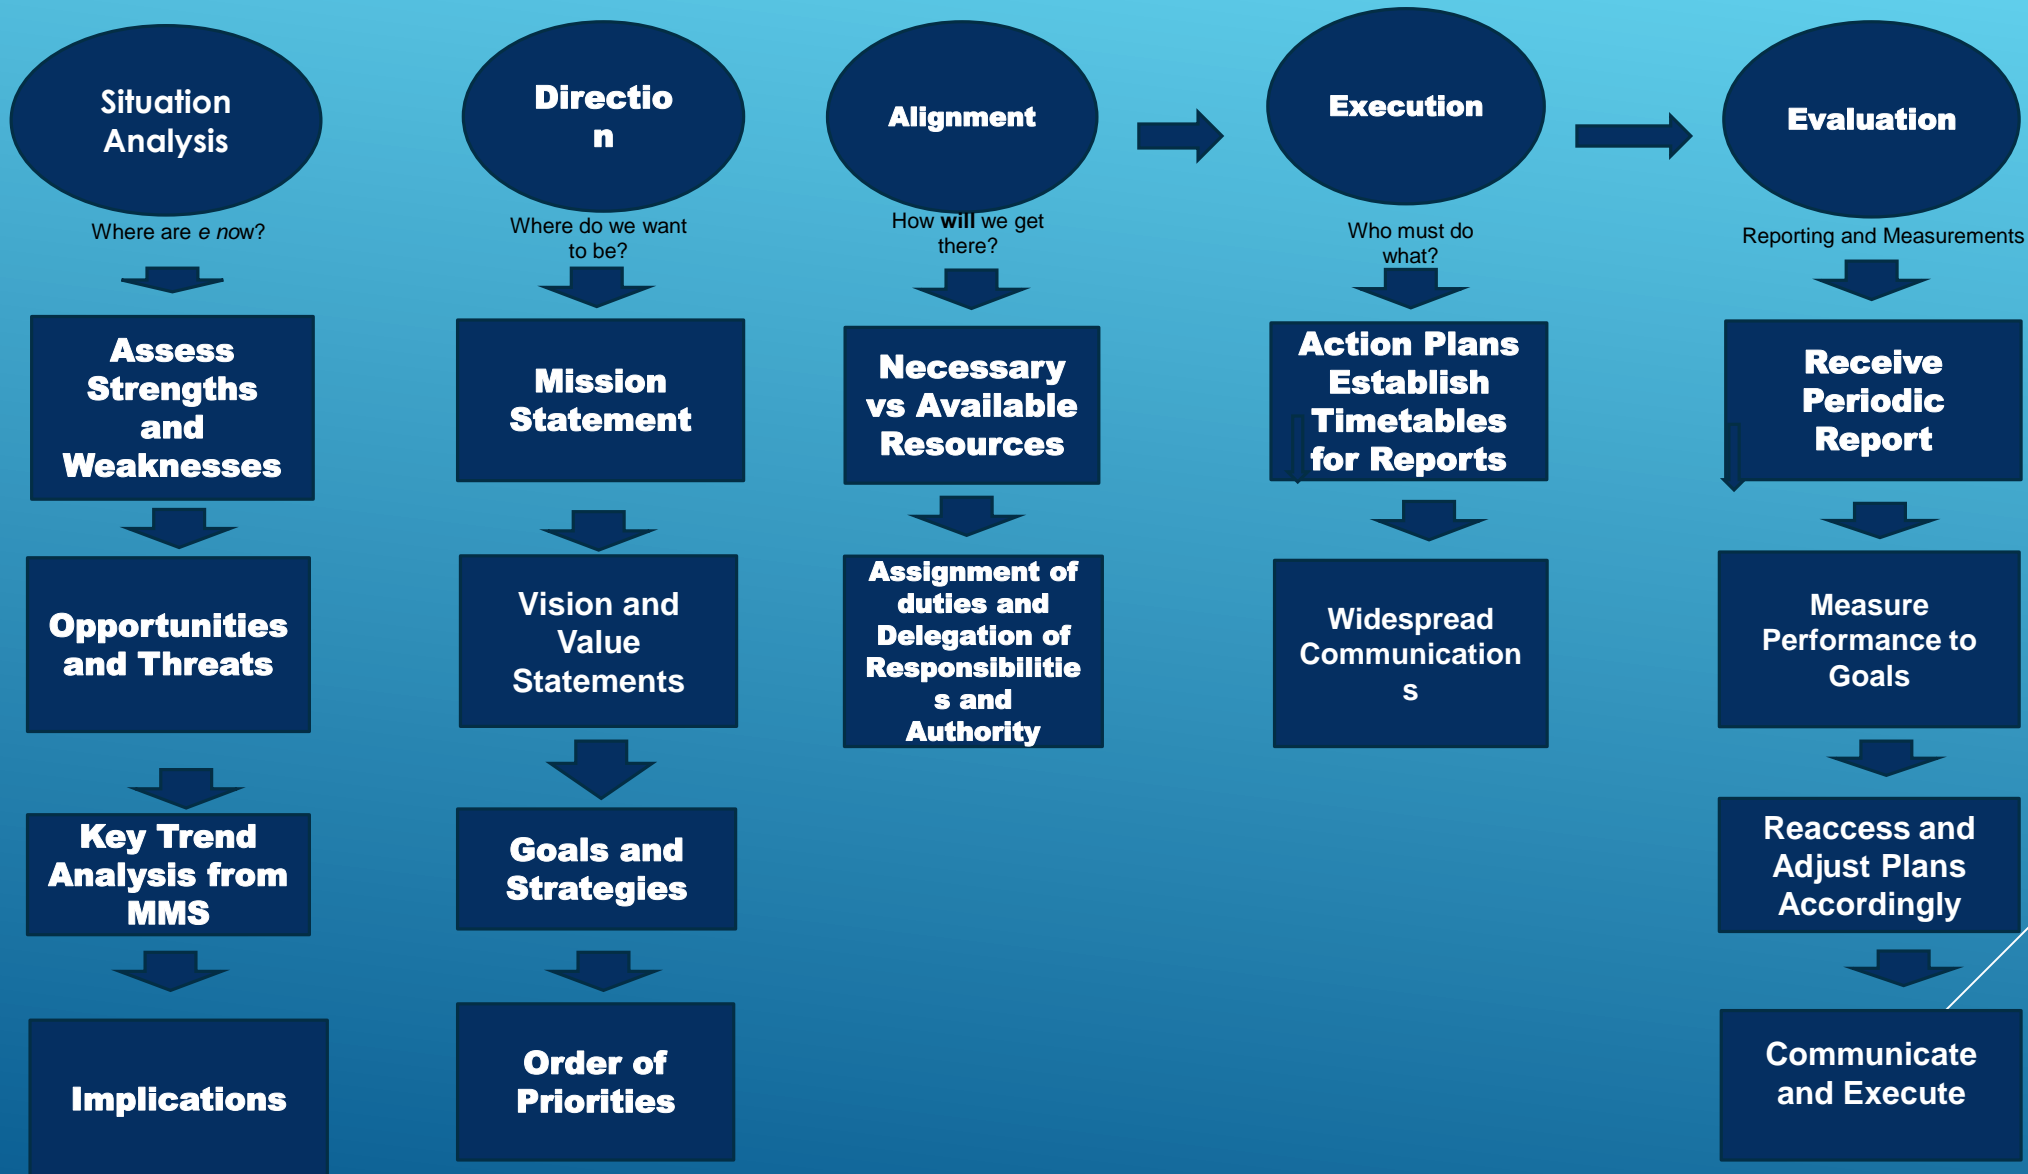 Situation
Analysis
Where are e now?
Assess
Strengths
and
Weaknesses
Opportunities
and Threats
Key Trend
Analysis from
MMS
Implications
Directio
n
Where do we want
to be?
Mission
Statement
Vision and
Value
Statements
Goals and
Strategies
Order of
Priorities
Alignment
How will we get
there?
Necessary
vs Available
Resources
Assignment of
duties and
Delegation of
Responsibilitie
s and
Authority
Execution
Who must do
what?
Action Plans
Establish
Timetables
for Reports
Widespread
Communication
s
Evaluation
Reporting and Measurements
Receive
Periodic
Report
Measure
Performance to
Goals
Reaccess and
Adjust Plans
Accordingly
Communicate
and Execute